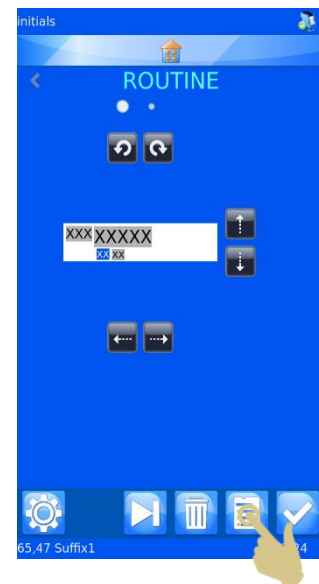 initials
ROUTINE
XXX XXXXX
XX XX
65,47 Suffix1 24